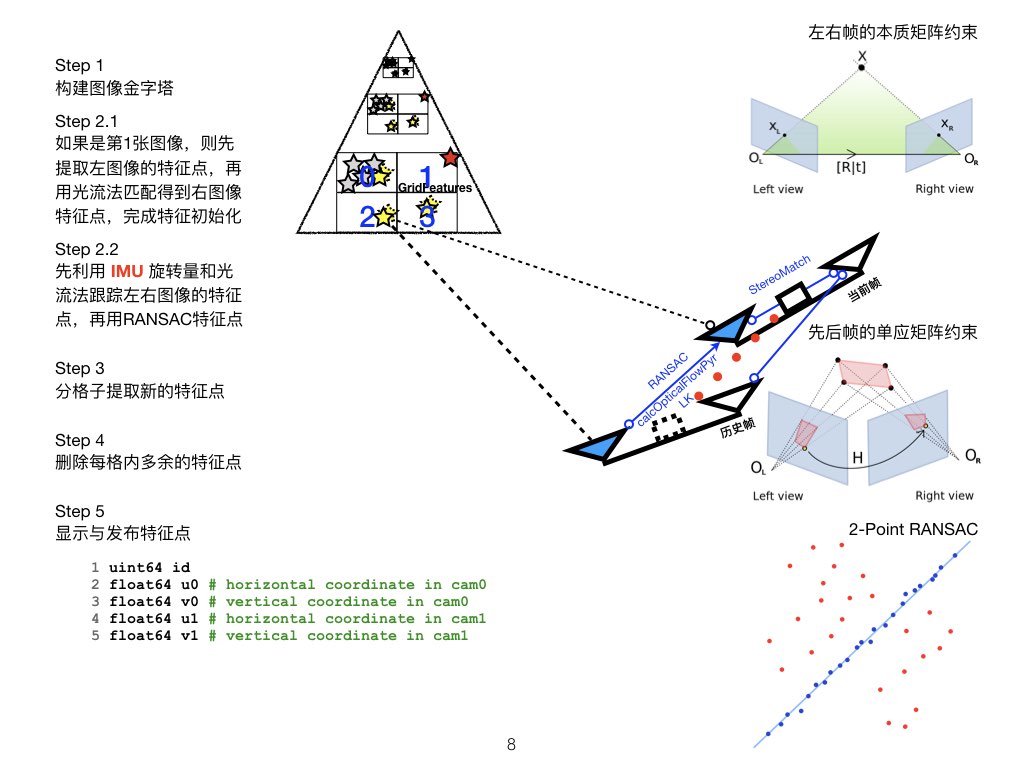 Step 1
构建图像金字塔
Step 2.1
如果是第1张图像，则先
提取左图像的特征点，再
用光流法匹配得到右图像
特征点，完成特征初始化
Step 2.2
先利用 IMU 旋转量和光
流法跟踪左右图像的特征
点，再用RANSAC特征点
Step 3
分格子提取新的特征点
Step 4
删除每格内多余的特征点
Step 5
显示与发布特征点
1 uint64 id
2 float64 u0 # horizontal coordinate in cam0
3 float64 v0 # vertical coordinate in cam0
4 float64 u1 # horizontal coordinate in cam1
5 float64 v1 # vertical coordinate in cam1
0 1
GridFeatures
2 3
StereoMatch
当前帧
RANSAC
calcOpticalFlowPyr
LK
历史帧
左右帧的本质矩阵约束
X
XL XR
OL [R|t] OR
Left view Right view
先后帧的单应矩阵约束
OL H OR
Left view Right view
2-Point RANSAC
8